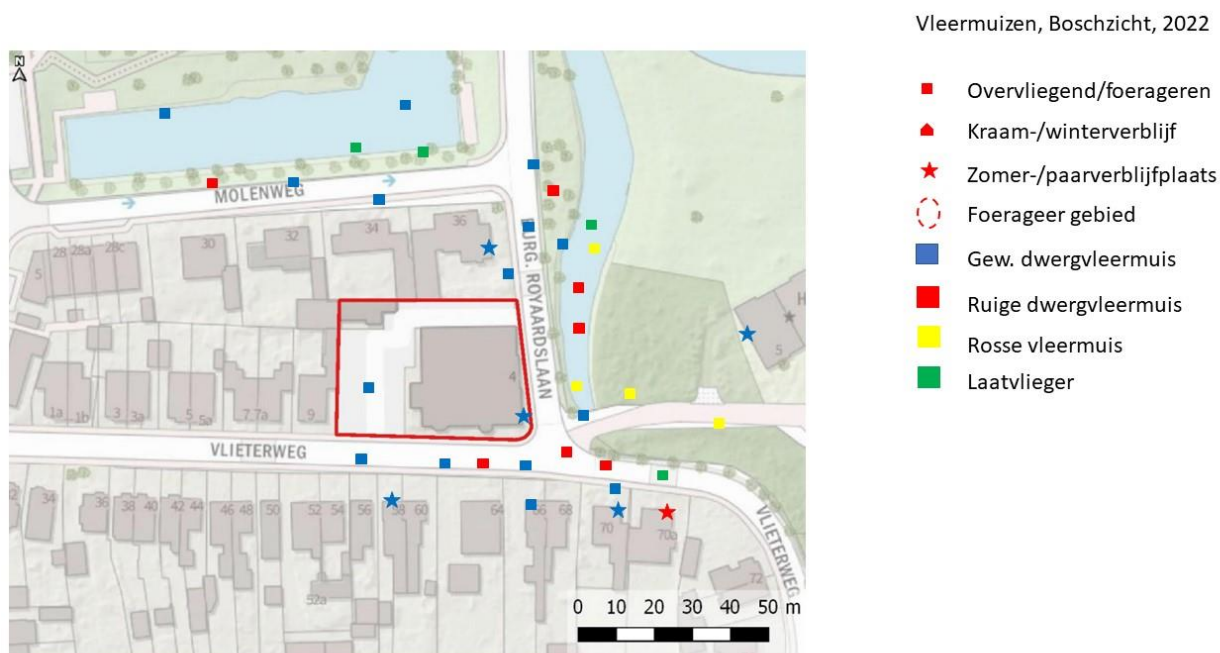 Vleermuizen, Boschzicht, 2022
Overvliegend/foerageren
Kraam-/winterverblijf
Zomer-/paarverblijfplaats
Foerageer gebied
Gew. dwergvleermuis
Ruige dwergvleermuis
Rosse vleermuis
Laatvlieger
N
MOLENWEG
BURG. ROYAARDSLAAN
5
28
28a
28c
30
32
34
36
H
5
4
1a
1b
3
3a
5
5a
7
7a
9
VLIETERWEG
34
36
38
40
42
44
46
48
50
52
54
56
58
60
64
66
68
70
70a
72
52a
VLIETERWEG
0 10 20 30 40 50 m